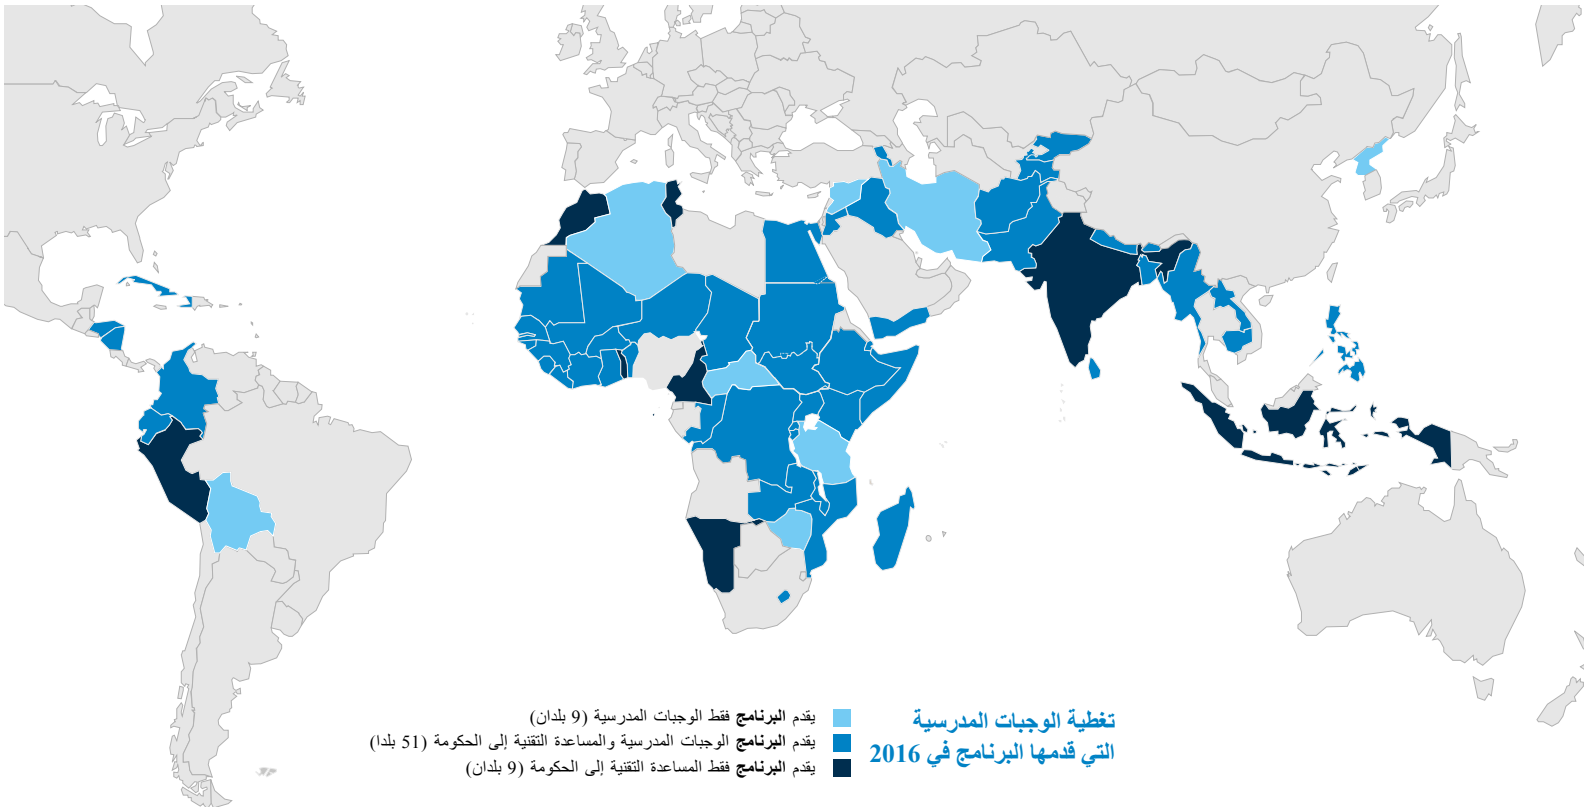 تغطية الوجبات المدرسية
التي قدمها البرنامج في 2016
يقدم البرنامج فقط الوجبات المدرسية (9 بلدان)
يقدم البرنامج الوجبات المدرسية والمساعدة التقنية إلى الحكومة (51 بلدا)
يقدم البرنامج فقط المساعدة التقنية إلى الحكومة (9 بلدان)